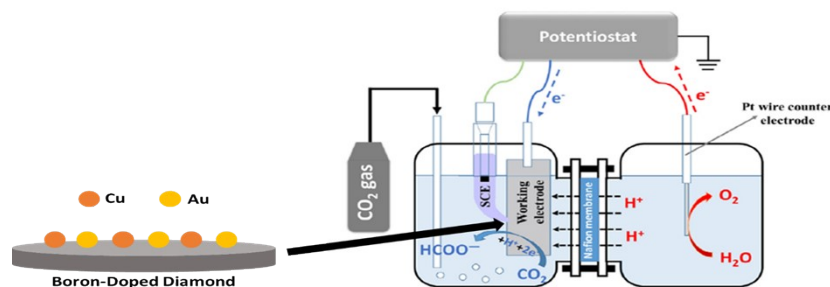 Potentiostat
e-
e-
Pt wire counter
electrode
CO2 gas
SCE
Working
electrode
Nafion membrane
H+
H+
O2
H2O
HCOO—
+H++2e-
CO2
Cu
Au
Boron-Doped Diamond